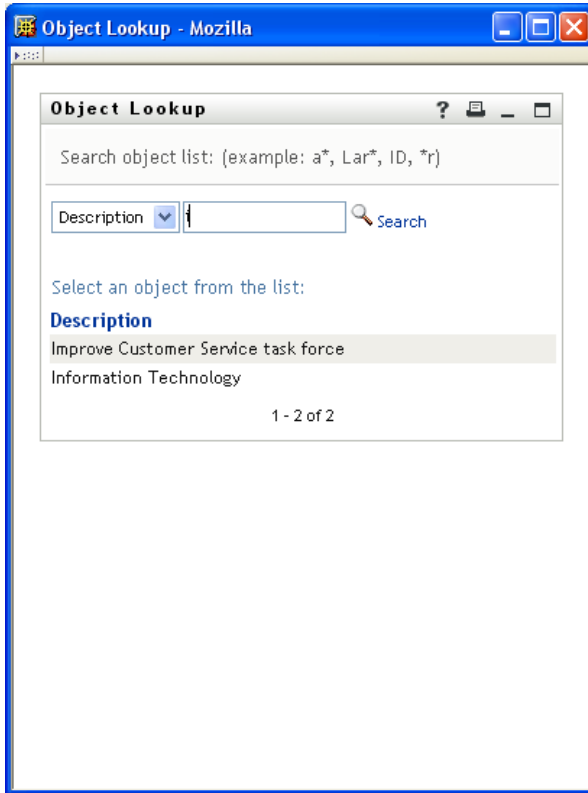 Object Lookup - Mozilla
Object Lookup
?
Search object list: (example: a*, Lar*, ID, *r)
Description i Search
Select an object from the list:
Description
Improve Customer Service task force
Information Technology
1 - 2 of 2